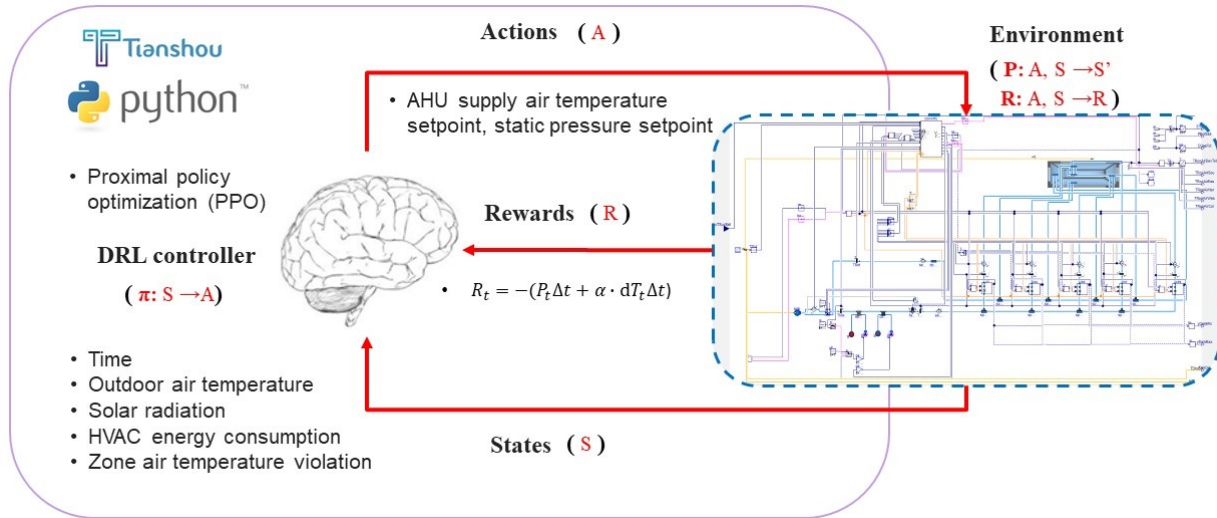 Tianshou
python™
Actions ( A )
Environment
( P: A, S →S’
R: A, S →R )
• AHU supply air temperature
setpoint, static pressure setpoint
• Proximal policy
optimization (PPO)
DRL controller
( π: S →A)
Rewards ( R )
• R_t = −(P_tΔt + α · dT_tΔt)
• Time
• Outdoor air temperature
• Solar radiation
• HVAC energy consumption
• Zone air temperature violation
States ( S )